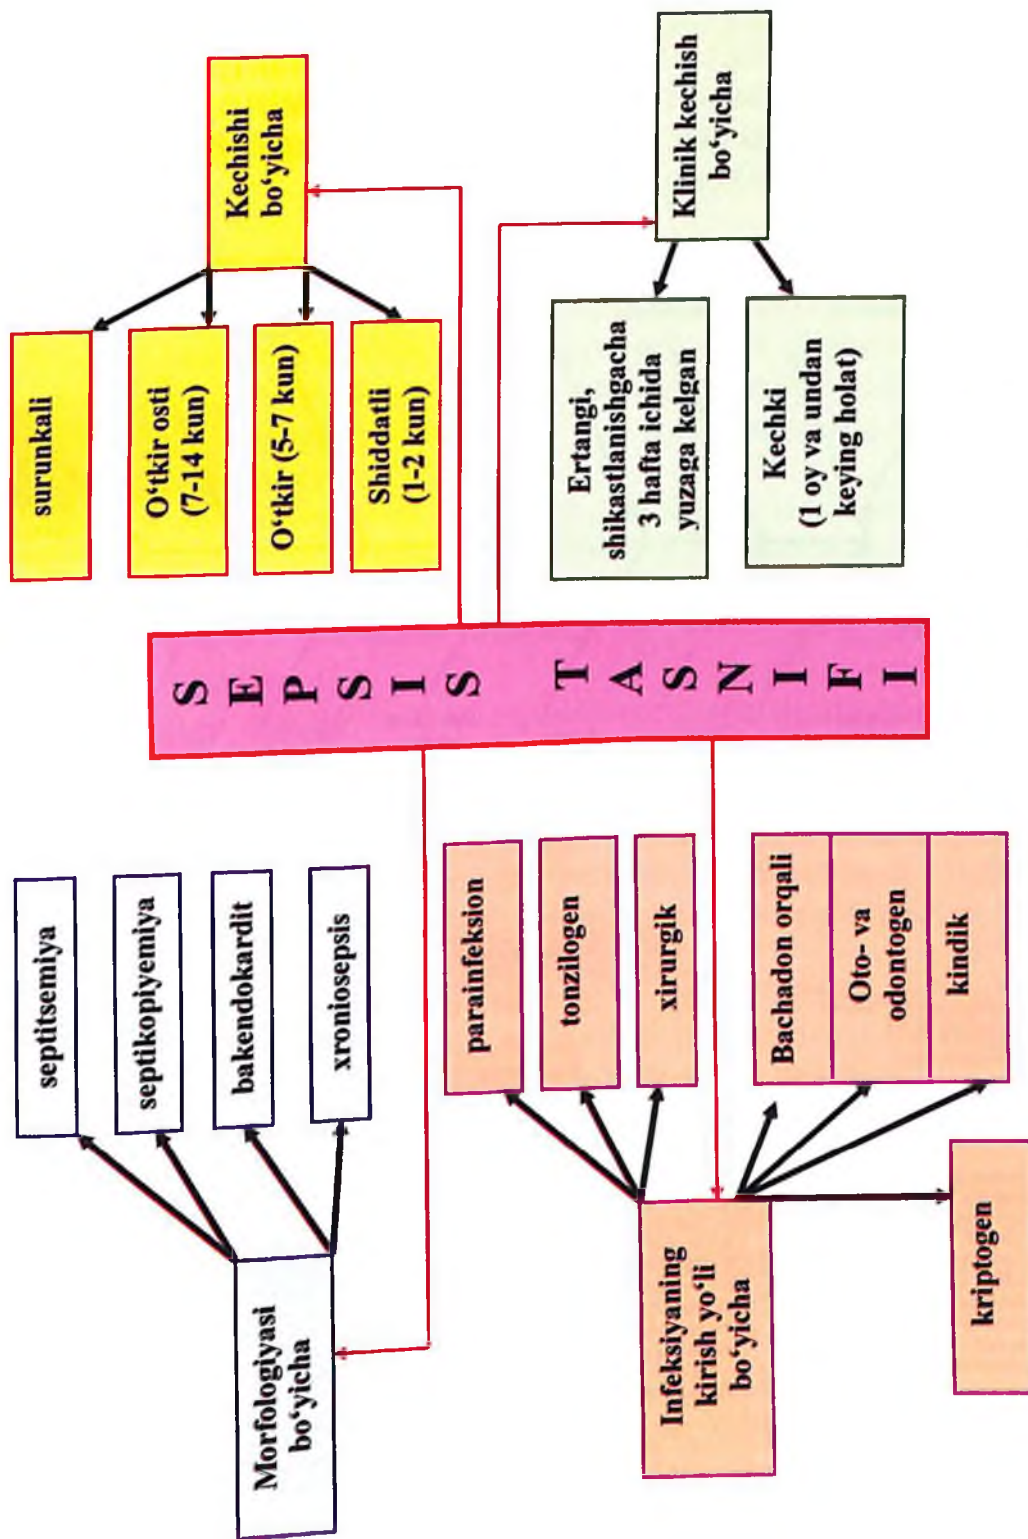 SEPSIS TASNIFI
Morfologiyasi
bo‘yicha
septitsemiya
septikopiyemiya
bakendokardit
xroniosepsis
Kechishi
bo‘yicha
surunkali
O‘tkir osti
(7-14 kun)
O‘tkir (5-7 kun)
Shiddatli
(1-2 kun)
Infeksiyaning
kirish yo‘li
bo‘yicha
parainfeksion
tonzilogen
xirurgik
Bachadon orqali
Oto- va
odontogen
kindik
kriptogen
Klinik kechish
bo‘yicha
Ertangi,
shikastlanishgacha
3 hafta ichida
yuzaga kelgan
Kechki
(1 oy va undan
keying holat)